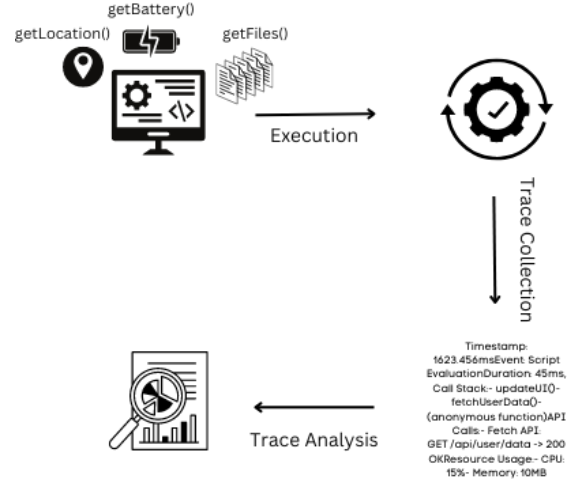 getBattery()
getLocation()
getFiles()
Execution
Trace Collection
Timestamp:
1623.456msEvent: Script
EvaluationDuration: 45ms,
Call Stack:- updateUI()-
fetchUserData()-
(anonymous function)API
Calls:- Fetch API:
GET /api/user/data -> 200
OKResource Usage:- CPU:
15%- Memory: 10MB
Trace Analysis